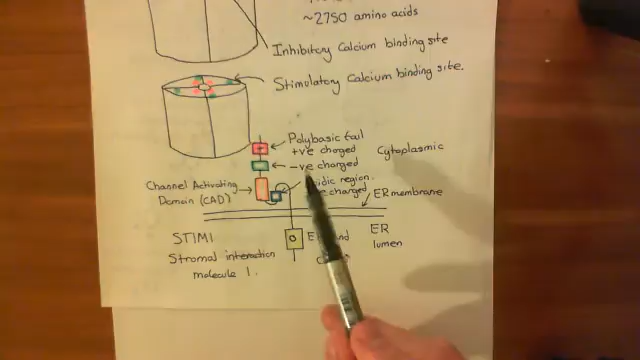 ~2750 amino acids
Inhibitory Calcium binding site
Stimulatory Calcium binding site.
Polybasic tail
+ve charged
Cytoplasmic
-ve charged
Channel Activating
Domain (CAD)
region.
charged
ER membrane
STIM1
Stromal interaction
molecule 1.
ER
lumen